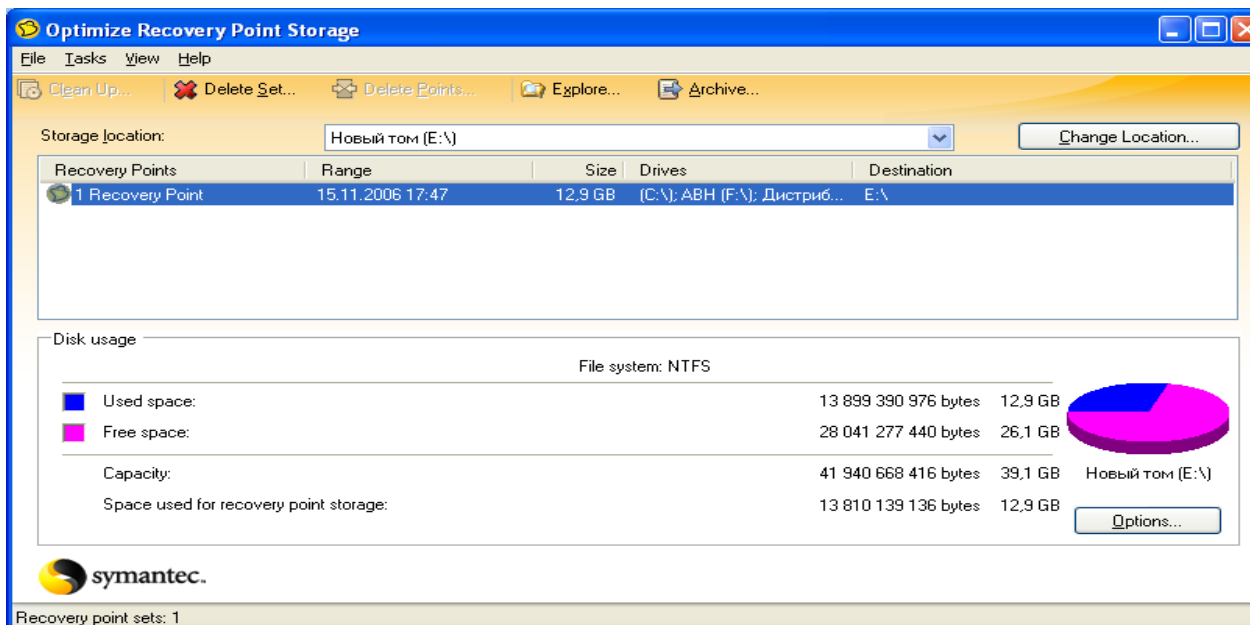 Optimize Recovery Point Storage
File Tasks View Help
Clean Up... Delete Set... Delete Points... Explore... Archive...
Storage location: Новый том (E:\) Change Location...
Recovery Points Range Size Drives Destination
1 Recovery Point 15.11.2006 17:47 12,9 GB (C:\); ABH (F:\); Дистриб... E:\
Disk usage
File system: NTFS
Used space: 13 899 390 976 bytes 12,9 GB
Free space: 28 041 277 440 bytes 26,1 GB
Capacity: 41 940 668 416 bytes 39,1 GB Новый том (E:\)
Space used for recovery point storage: 13 810 139 136 bytes 12,9 GB
Options...
symantec.
Recovery point sets: 1